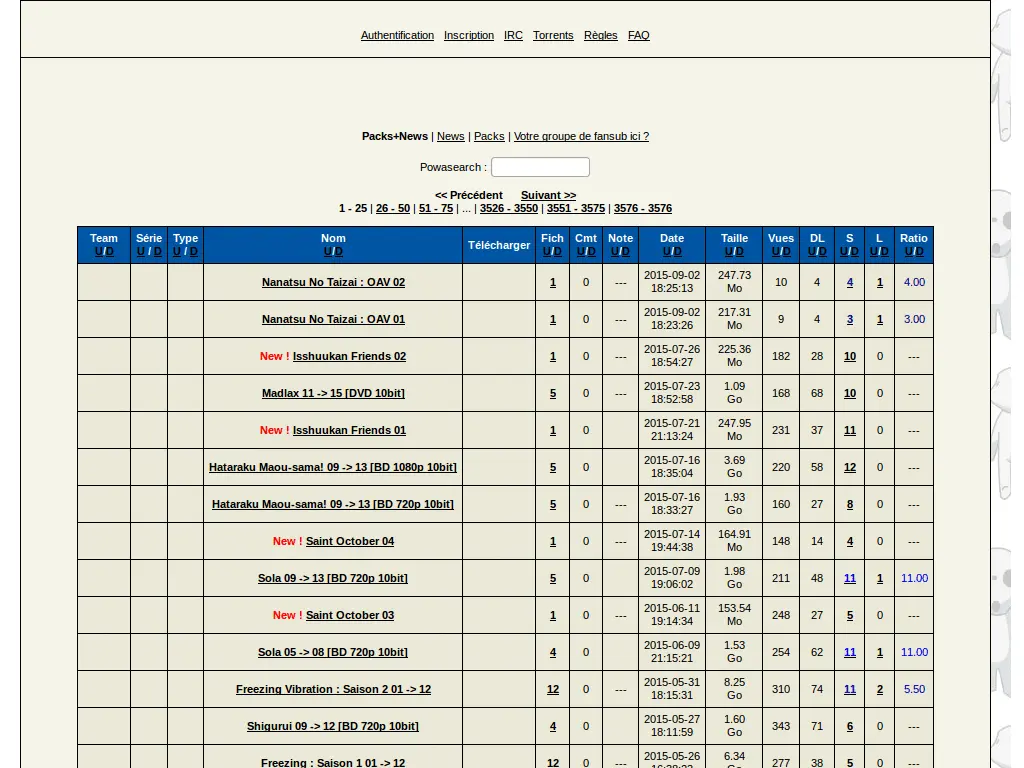 Authentification Inscription IRC Torrents Règles FAQ
Packs+News | News | Packs | Votre groupe de fansub ici ?
Powasearch :
<< Précédent Suivant >>
1 - 25 | 26 - 50 | 51 - 75 | ... | 3526 - 3550 | 3551 - 3575 | 3576 - 3576
Team Série Type Nom Télécharger Fich Cmt Note Date Taille Vues DL S L Ratio
U/D U / D U / D U/D U/D U/D U/D U/D U/D U/D U/D U/D U/D U/D
Nanatsu No Taizai : OAV 02 1 0 --- 2015-09-02 18:25:13 247.73 Mo 10 4 4 1 4.00
Nanatsu No Taizai : OAV 01 1 0 --- 2015-09-02 18:23:26 217.31 Mo 9 4 3 1 3.00
New ! Isshuukan Friends 02 1 0 --- 2015-07-26 18:54:27 225.36 Mo 182 28 10 0 ---
Madlax 11 -> 15 [DVD 10bit] 5 0 --- 2015-07-23 18:52:58 1.09 Go 168 68 10 0 ---
New ! Isshuukan Friends 01 1 0 2015-07-21 21:13:24 247.95 Mo 231 37 11 0 ---
Hataraku Maou-sama! 09 -> 13 [BD 1080p 10bit] 5 0 2015-07-16 18:35:04 3.69 Go 220 58 12 0 ---
Hataraku Maou-sama! 09 -> 13 [BD 720p 10bit] 5 0 --- 2015-07-16 18:33:27 1.93 Go 160 27 8 0 ---
New ! Saint October 04 1 0 --- 2015-07-14 19:44:38 164.91 Mo 148 14 4 0 ---
Sola 09 -> 13 [BD 720p 10bit] 5 0 2015-07-09 19:06:02 1.98 Go 211 48 11 1 11.00
New ! Saint October 03 1 0 --- 2015-06-11 19:14:34 153.54 Mo 248 27 5 0 ---
Sola 05 -> 08 [BD 720p 10bit] 4 0 2015-06-09 21:15:21 1.53 Go 254 62 11 1 11.00
Freezing Vibration : Saison 2 01 -> 12 12 0 --- 2015-05-31 18:15:31 8.25 Go 310 74 11 2 5.50
Shigurui 09 -> 12 [BD 720p 10bit] 4 0 2015-05-27 18:11:59 1.60 Go 343 71 6 0 ---
Freezing : Saison 1 01 -> 12 12 0 --- 2015-05-26 6.34 277 38 5 0 ---